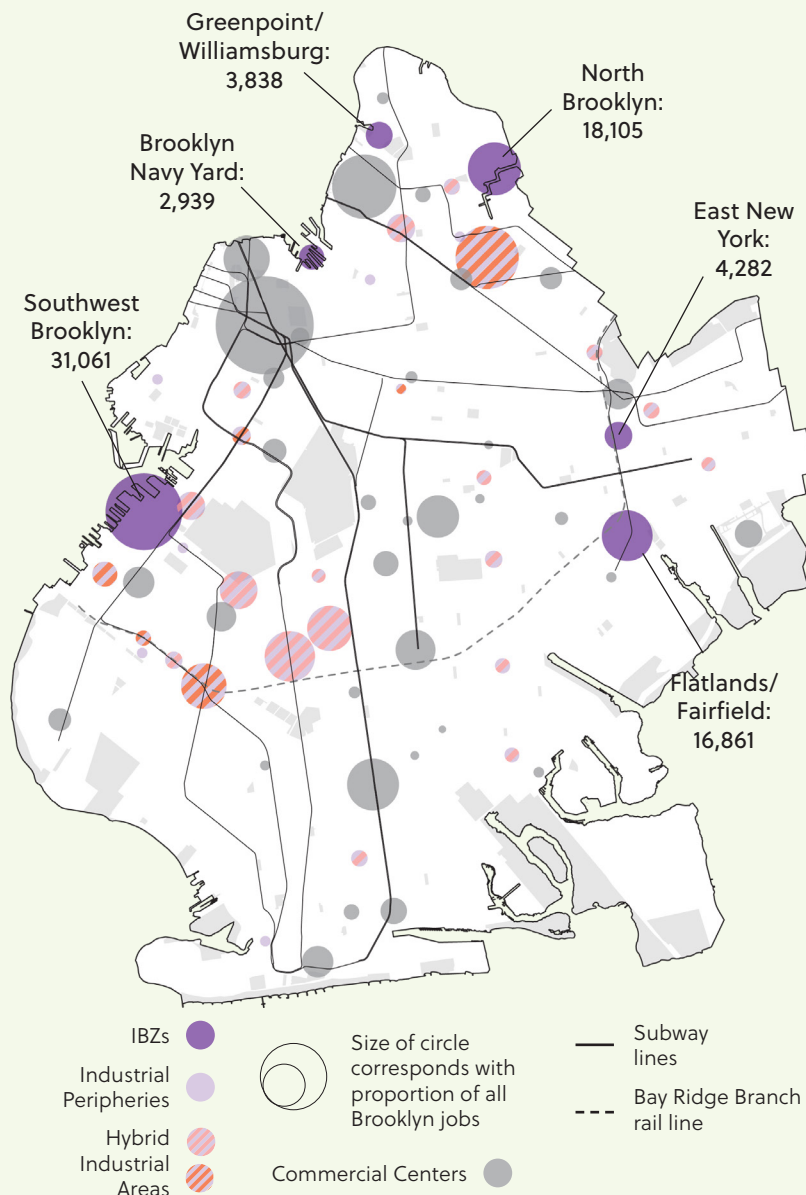 Greenpoint/
Williamsburg:
3,838
North
Brooklyn:
18,105
Brooklyn
Navy Yard:
2,939
East New
York:
4,282
Southwest
Brooklyn:
31,061
Flatlands/
Fairfield:
16,861
IBZs
Industrial
Peripheries
Hybrid
Industrial
Areas
Size of circle
corresponds with
proportion of all
Brooklyn jobs
Commercial Centers
Subway
lines
Bay Ridge Branch
rail line